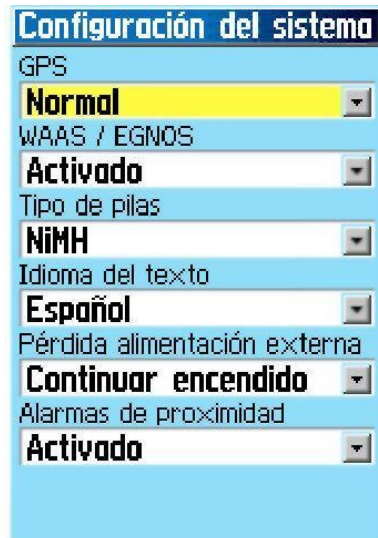 Configuración del sistema
GPS
Normal
WAAS / EGNOS
Activado
Tipo de pilas
NiMH
Idioma del texto
Español
Pérdida alimentación externa
Continuar encendido
Alarmas de proximidad
Activado